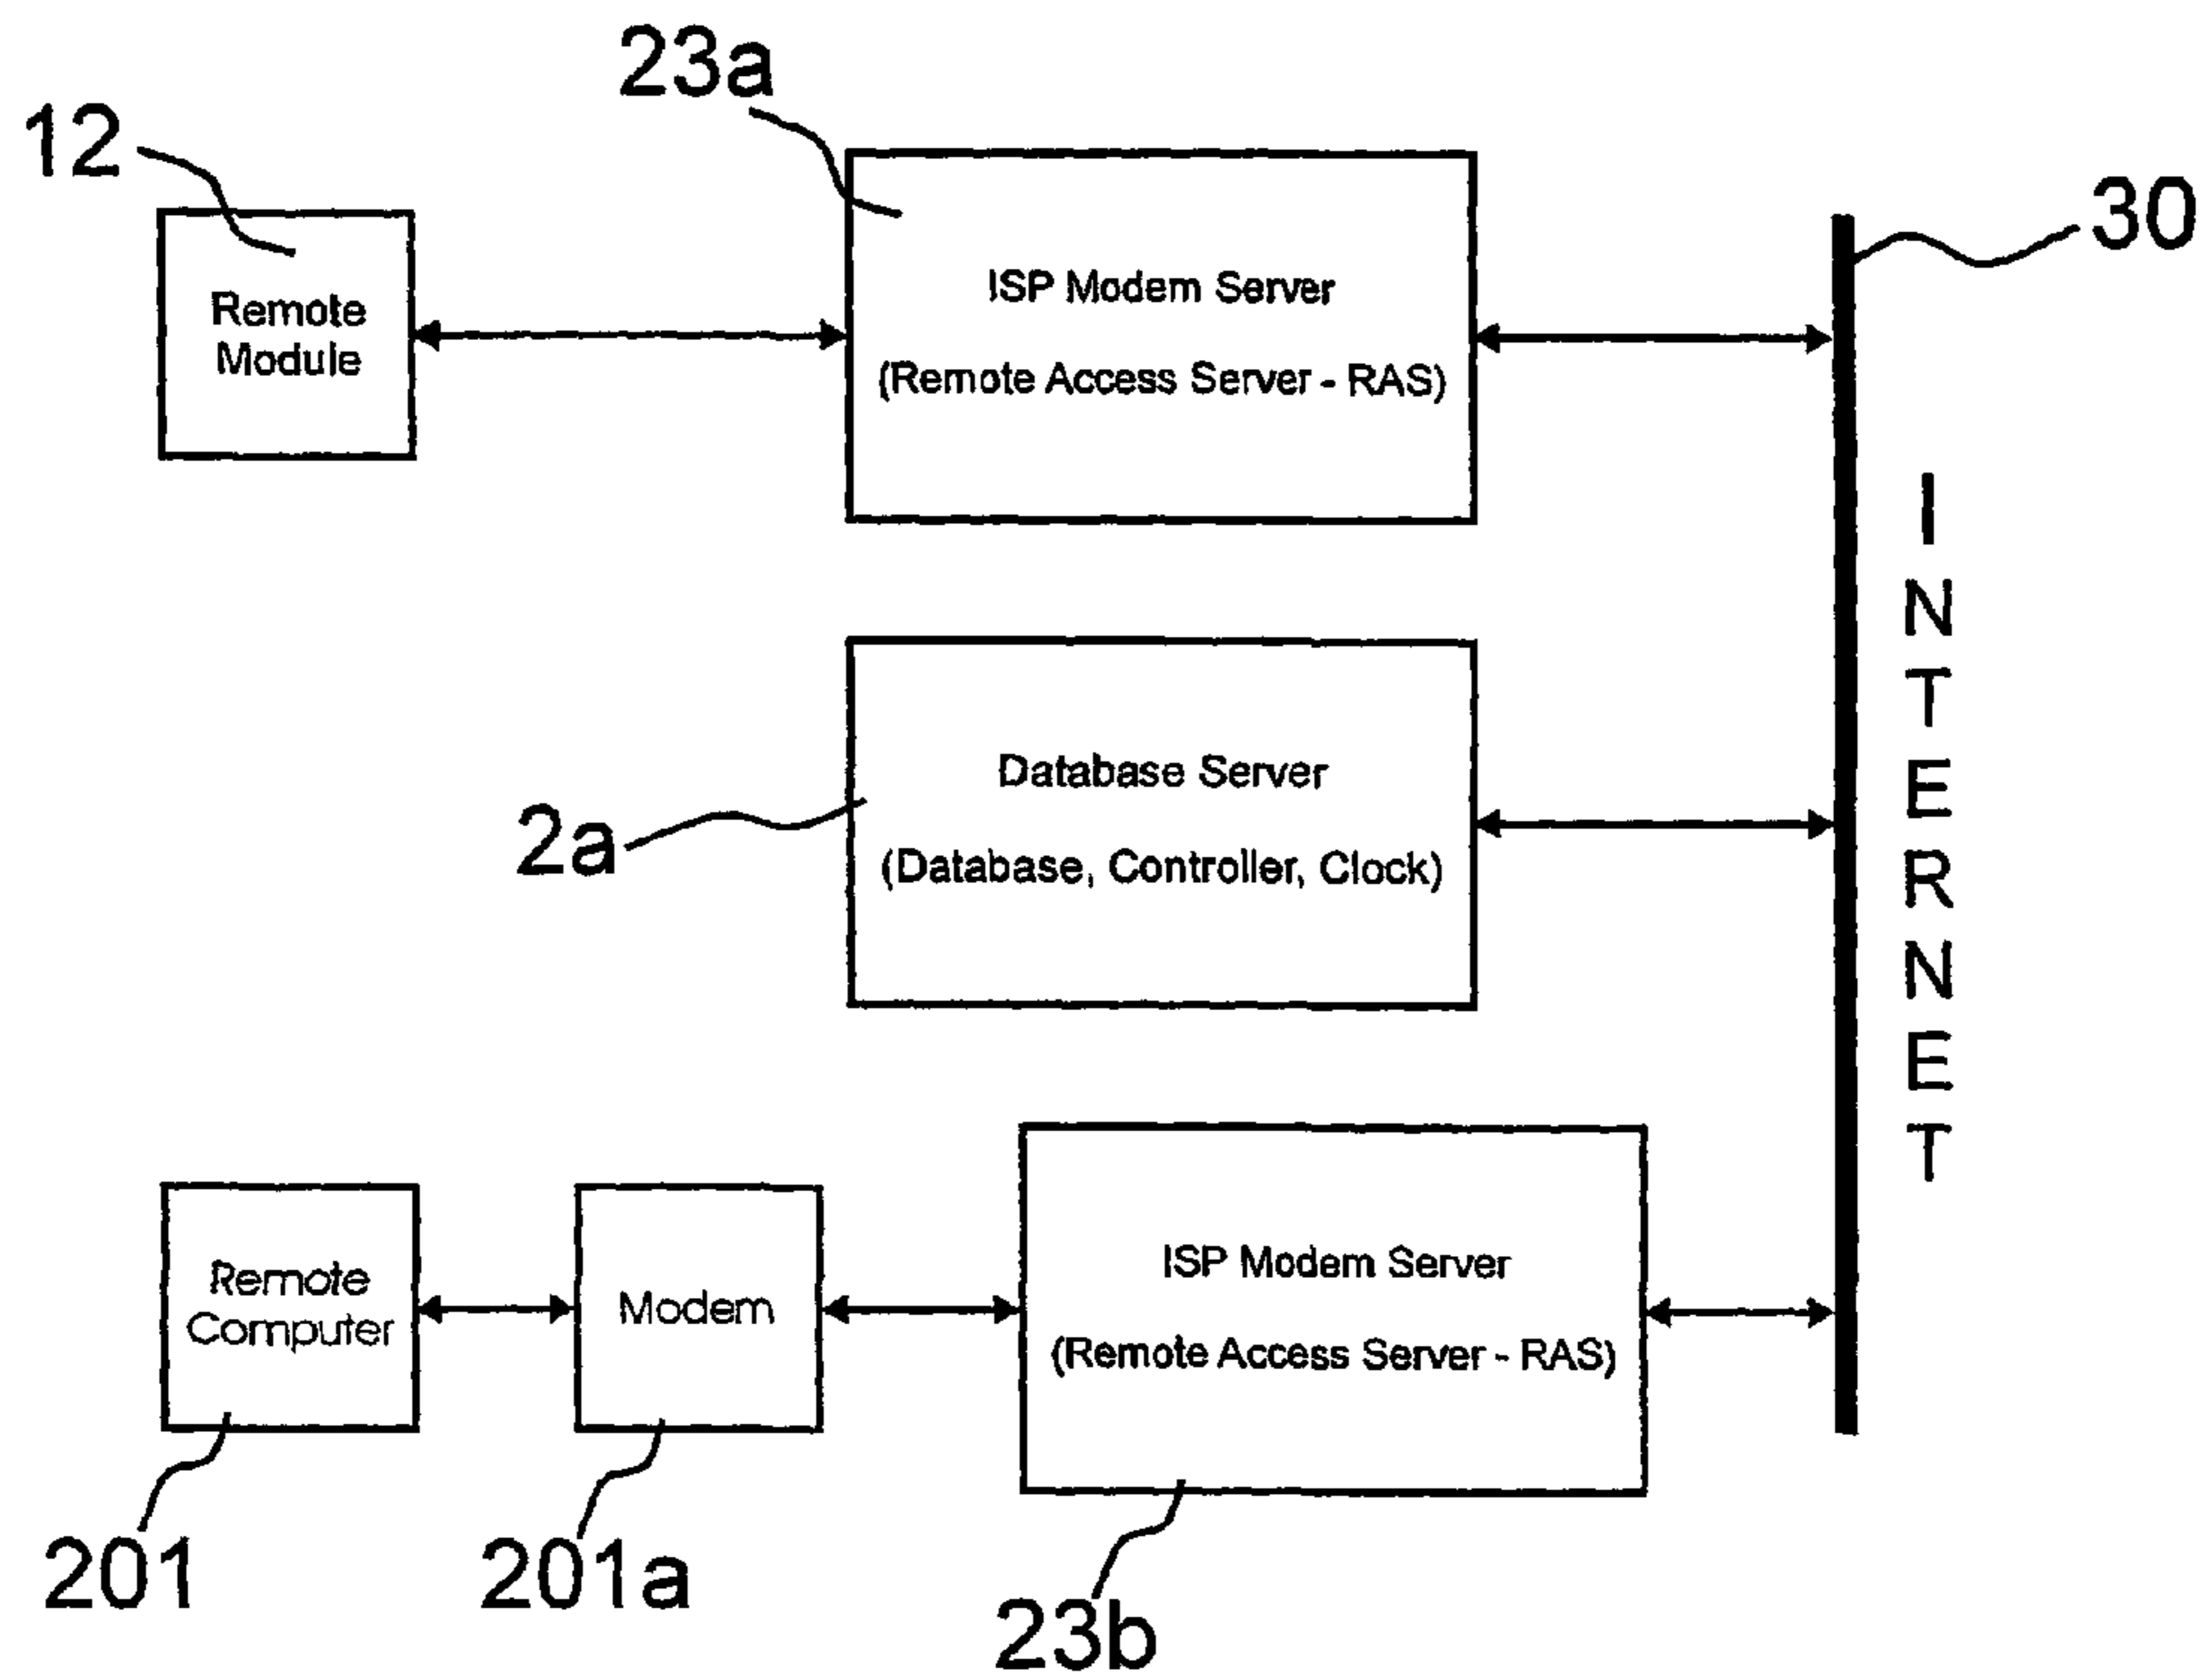 23a
12
30
Remote
Module
ISP Modem Server
(Remote Access Server - RAS)
Database Server
(Database, Controller, Clock)
2a
INTERNET
Remote
Computer
Modem
ISP Modem Server
(Remote Access Server - RAS)
201
201a
23b